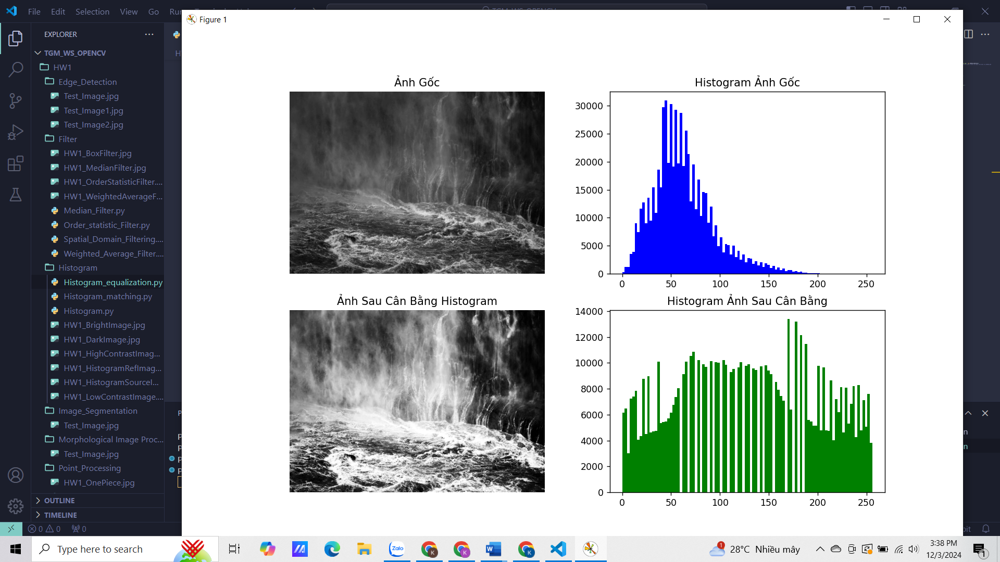 File Edit Selection View Go Run
Figure 1
EXPLORER
TGM_WS_OPENCV
HW1
Edge_Detection
Test_Image.jpg
Test_Image1.jpg
Test_Image2.jpg
Filter
HW1_BoxFilter.jpg
HW1_MedianFilter.jpg
HW1_OrderStatisticFilter....
HW1_WeightedAverageF...
Median_Filter.py
Order_statistic_Filter.py
Spatial_Domain_Filtering....
Weighted_Average_Filter....
Histogram
Histogram_equalization.py
Histogram_matching.py
Histogram.py
HW1_BrightImage.jpg
HW1_DarkImage.jpg
HW1_HighContrastImag...
HW1_HistogramRefImag...
HW1_HistogramSourceI...
HW1_LowContrastImage....
Image_Segmentation
Test_Image.jpg
Morphological Image Proc...
Test_Image.jpg
Point_Processing
HW1_OnePiece.jpg
OUTLINE
TIMELINE
0 0 0
Ảnh Gốc
Histogram Ảnh Gốc
30000
25000
20000
15000
10000
5000
0
0 50 100 150 200 250
Ảnh Sau Cân Bằng Histogram
Histogram Ảnh Sau Cân Bằng
14000
12000
10000
8000
6000
4000
2000
0
0 50 100 150 200 250
Type here to search
Zalo
K K K
1
28°C Nhiều mây
3:38 PM
12/3/2024
1